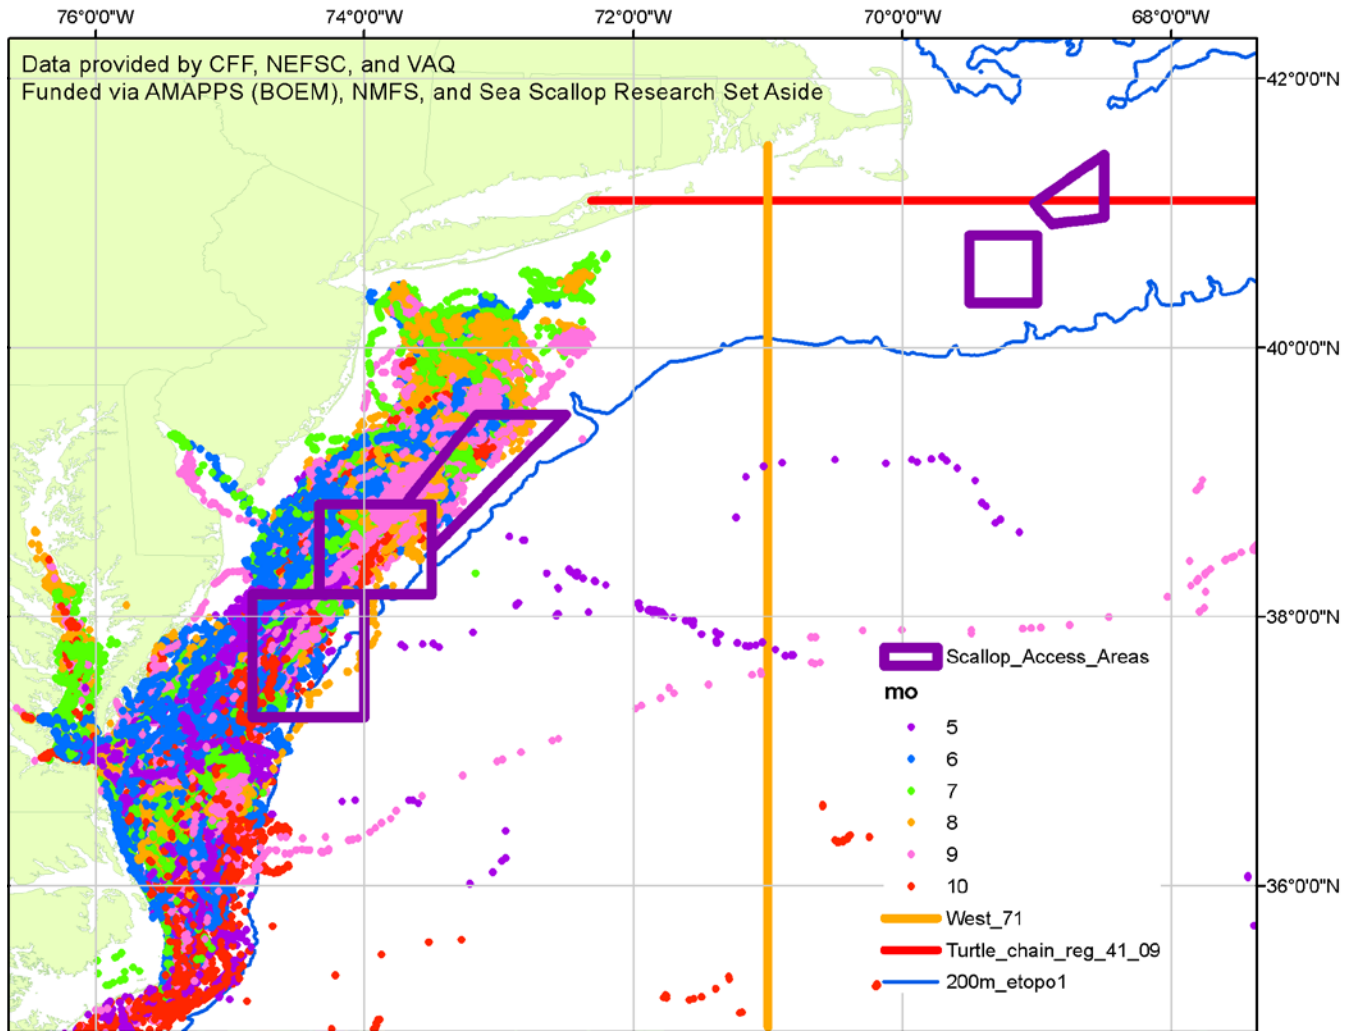 76°0'0"W 74°0'0"W 72°0'0"W 70°0'0"W 68°0'0"W
Data provided by CFF, NEFSC, and VAQ
Funded via AMAPPS (BOEM), NMFS, and Sea Scallop Research Set Aside
42°0'0"N
40°0'0"N
38°0'0"N
Scallop_Access_Areas
mo
5
6
7
8
9
10
36°0'0"N
West_71
Turtle_chain_reg_41_09
200m_etopo1